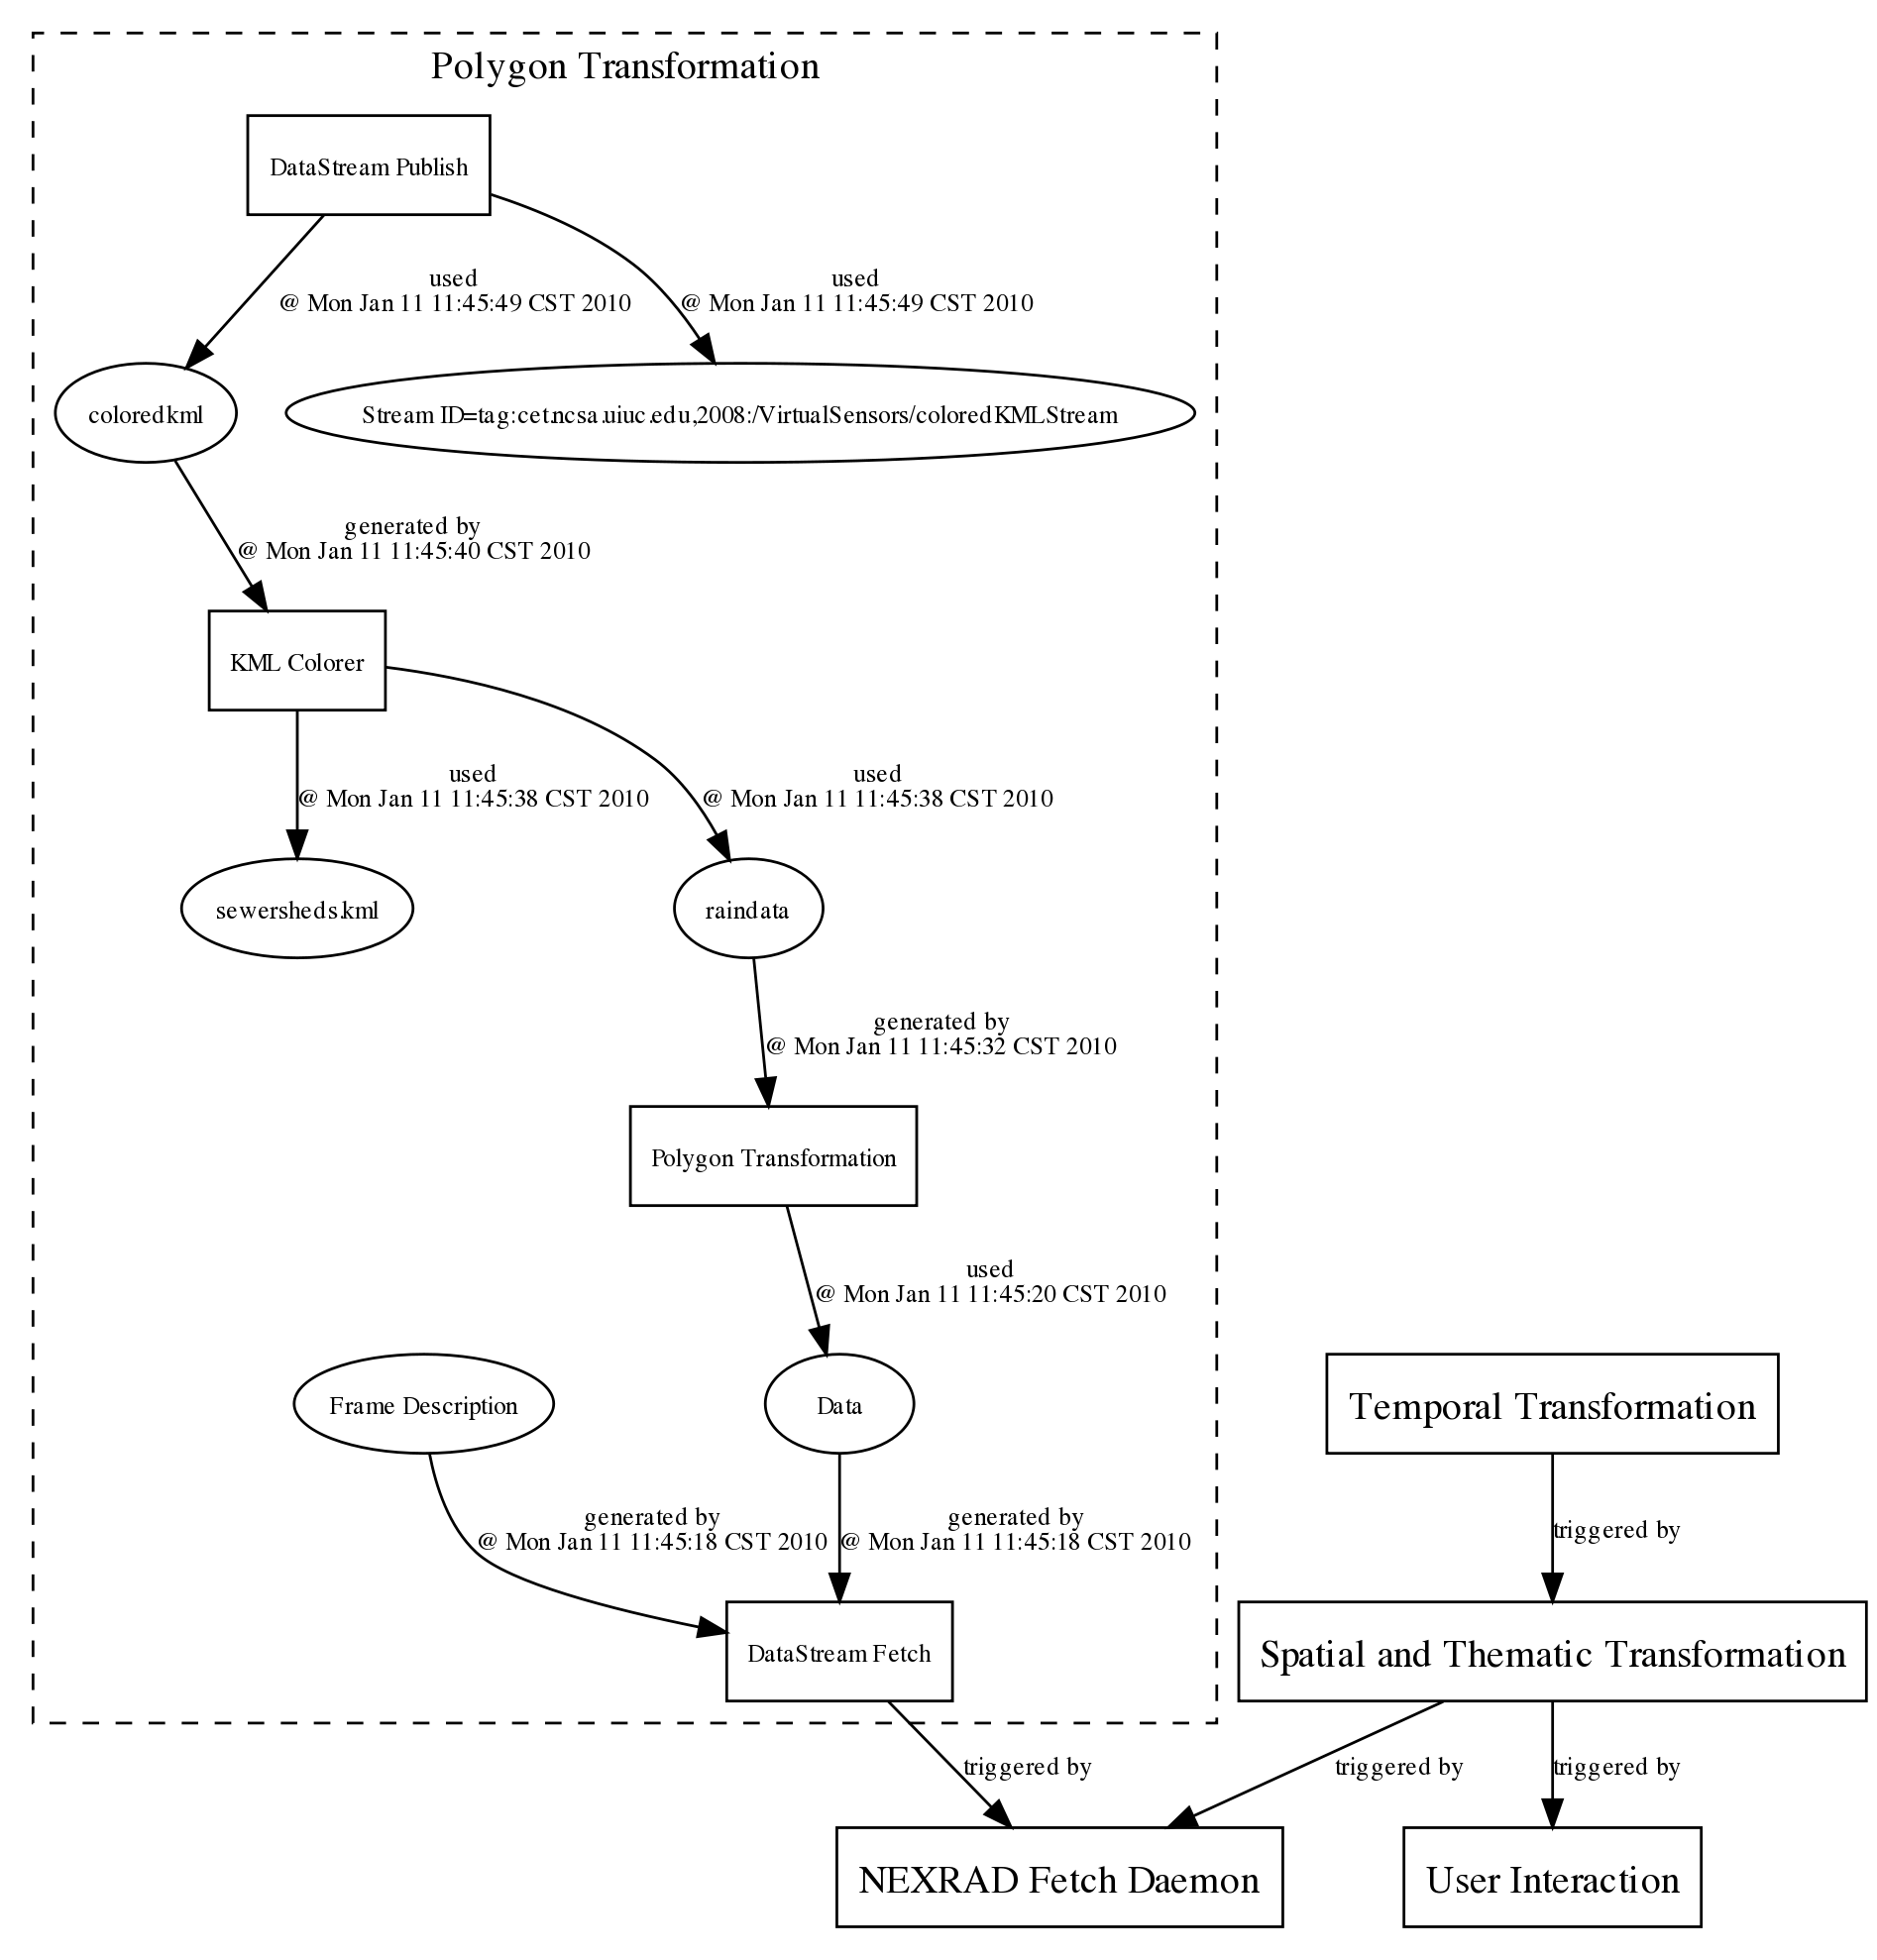 Polygon Transformation
DataStream Publish
used
@ Mon Jan 11 11:45:49 CST 2010
used
@ Mon Jan 11 11:45:49 CST 2010
coloredkml
Stream ID=tag:cet.ncsa.uiuc.edu,2008:/VirtualSensors/coloredKMLStream
generated by
@ Mon Jan 11 11:45:40 CST 2010
KML Colorer
used
@ Mon Jan 11 11:45:38 CST 2010
used
@ Mon Jan 11 11:45:38 CST 2010
sewersheds.kml
raindata
generated by
@ Mon Jan 11 11:45:32 CST 2010
Polygon Transformation
used
@ Mon Jan 11 11:45:20 CST 2010
Frame Description
Data
Temporal Transformation
generated by
@ Mon Jan 11 11:45:18 CST 2010
generated by
@ Mon Jan 11 11:45:18 CST 2010
triggered by
DataStream Fetch
Spatial and Thematic Transformation
triggered by
triggered by
triggered by
NEXRAD Fetch Daemon
User Interaction